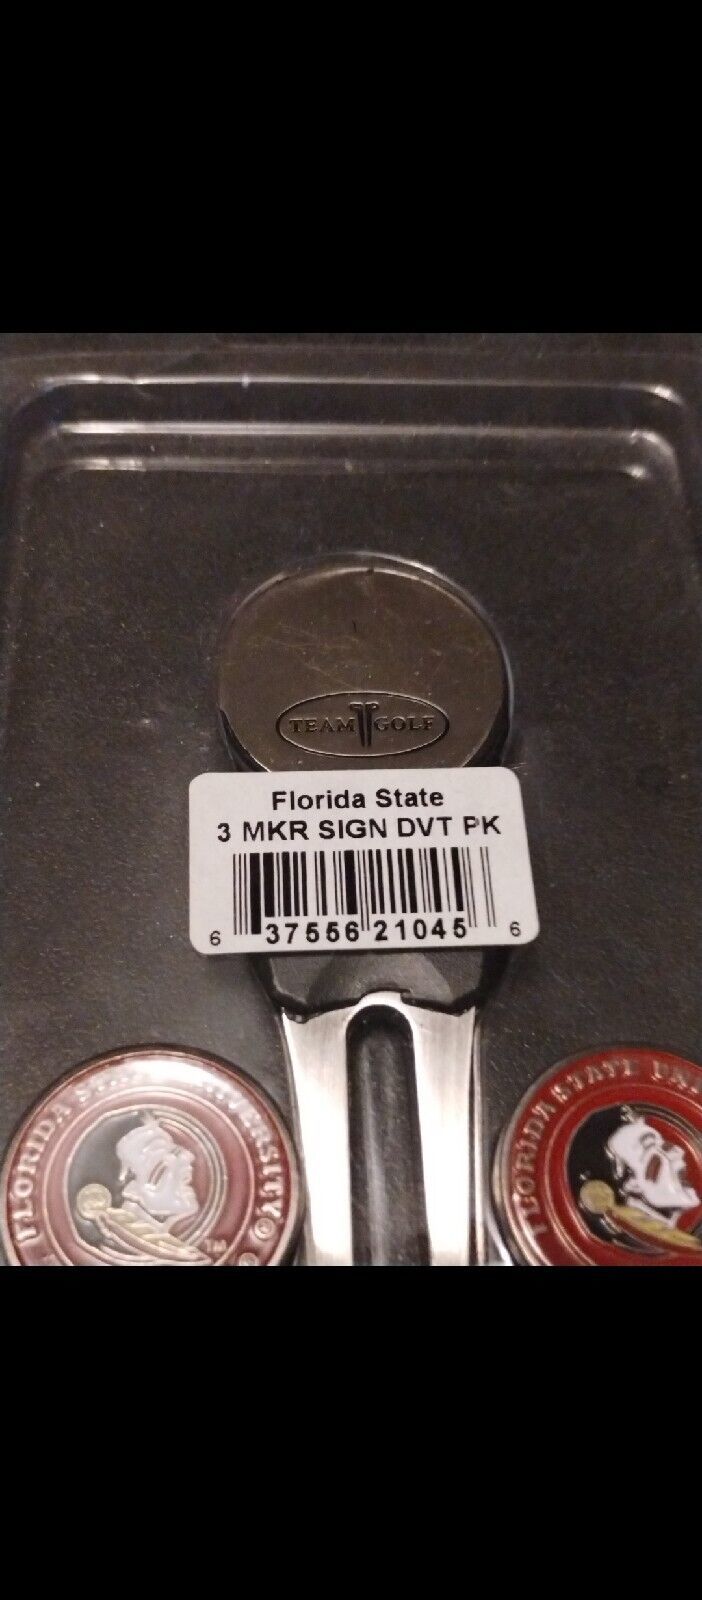 TEAM GOLF
Florida State
3 MKR SIGN DVT PK
6 37556 21045 6
FLORIDA STATE UNIVERSITY ®
TM
FLORIDA STATE UNI